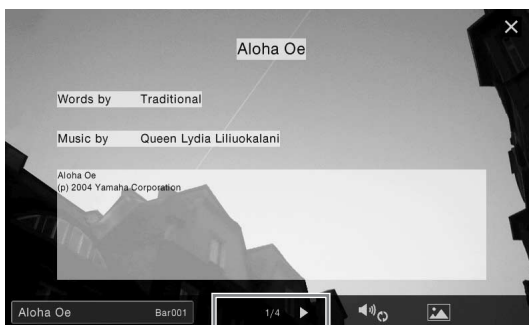 Aloha Oe
Words by Traditional
Music by Queen Lydia Liliuokalani
Aloha Oe
(p) 2004 Yamaha Corporation
Aloha Oe Bar001 1/4